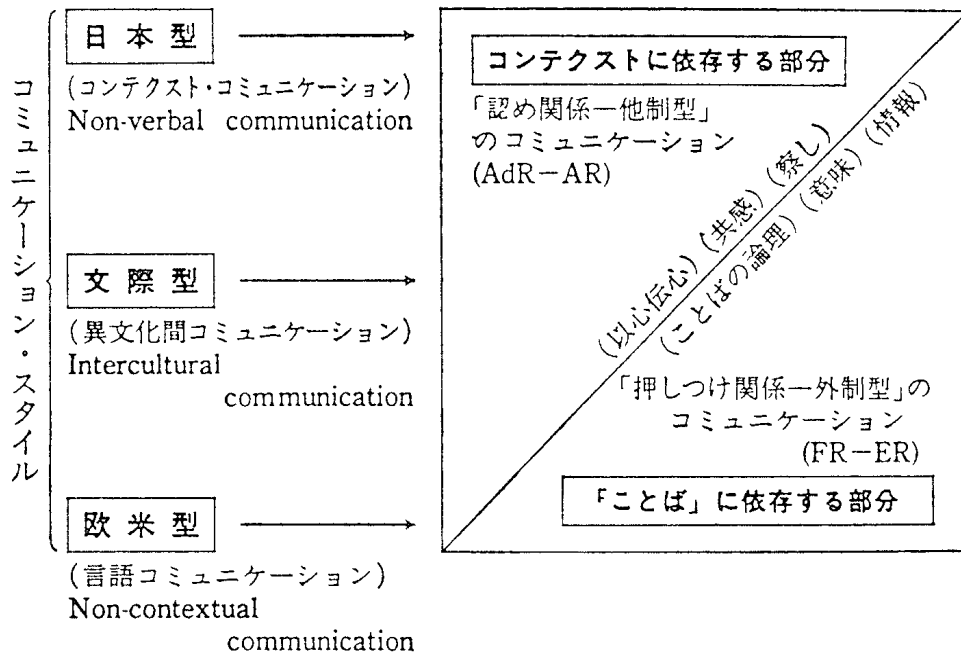 コミュニケーション・スタイル
日本型
(コンテクスト・コミュニケーション)
Non-verbal communication
文際型
(異文化間コミュニケーション)
Intercultural
communication
欧米型
(言語コミュニケーション)
Non-contextual
communication
コンテクストに依存する部分
「認め関係ー他制型」
のコミュニケーション
(AdR－AR)
(以心伝心) (共感) (察し)
(ことばの論理) (意味) (情報)
「押しつけ関係ー外制型」の
コミュニケーション
(FR－ER)
「ことば」に依存する部分